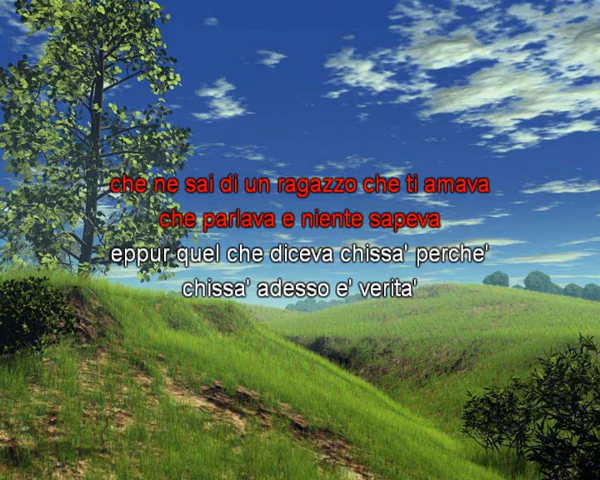 che ne sai di un ragazzo che ti amava
che parlava e niente sapeva
eppur quel che diceva chissa' perche'
chissa' adesso e' verita'